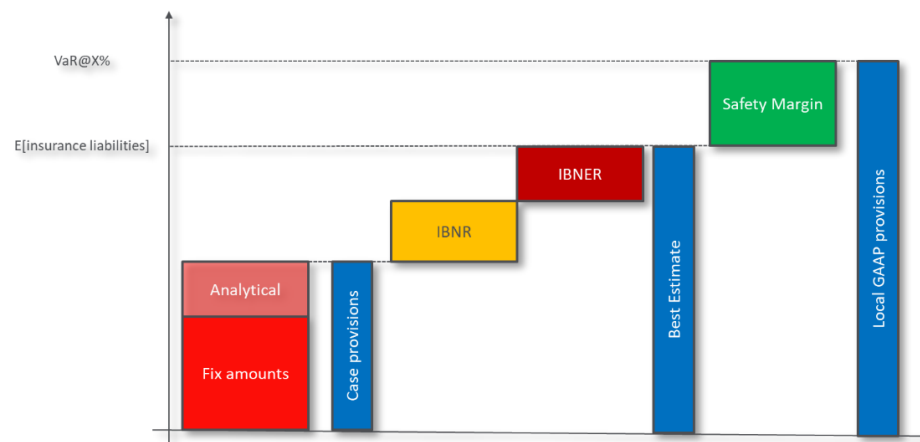 VaR@X%
Safety Margin
E[insurance liabilities]
IBNER
IBNR
Analytical
Fix amounts
Case provisions
Best Estimate
Local GAAP provisions